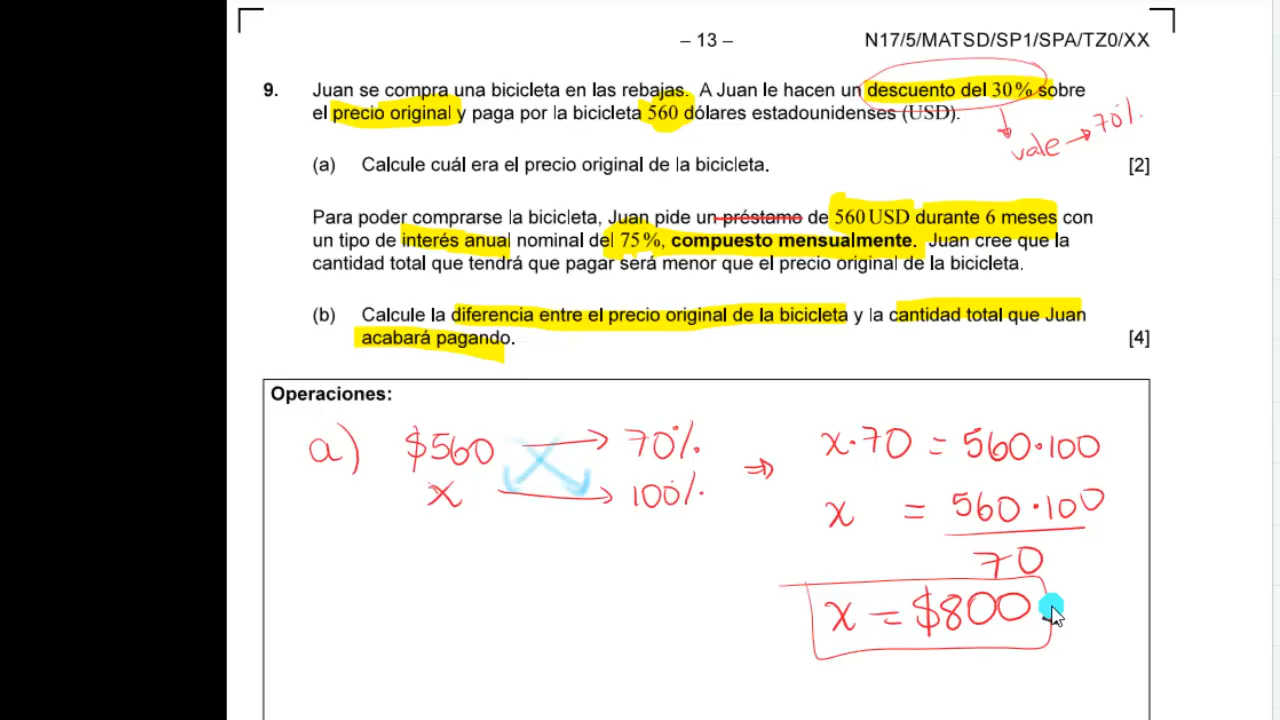 – 13 –
N17/5/MATSD/SP1/SPA/TZ0/XX
9. Juan se compra una bicicleta en las rebajas. A Juan le hacen un descuento del 30 % sobre
el precio original y paga por la bicicleta 560 dólares estadounidenses (USD).
vale → 70%.
(a) Calcule cuál era el precio original de la bicicleta. [2]
Para poder comprarse la bicicleta, Juan pide un préstamo de 560 USD durante 6 meses con
un tipo de interés anual nominal del 75 %, compuesto mensualmente. Juan cree que la
cantidad total que tendrá que pagar será menor que el precio original de la bicicleta.
(b) Calcule la diferencia entre el precio original de la bicicleta y la cantidad total que Juan
acabará pagando. [4]
Operaciones:
a) $560 → 70%. ⇒ x·70 = 560·100
x → 100%.
x = 560·100
70
x = $800